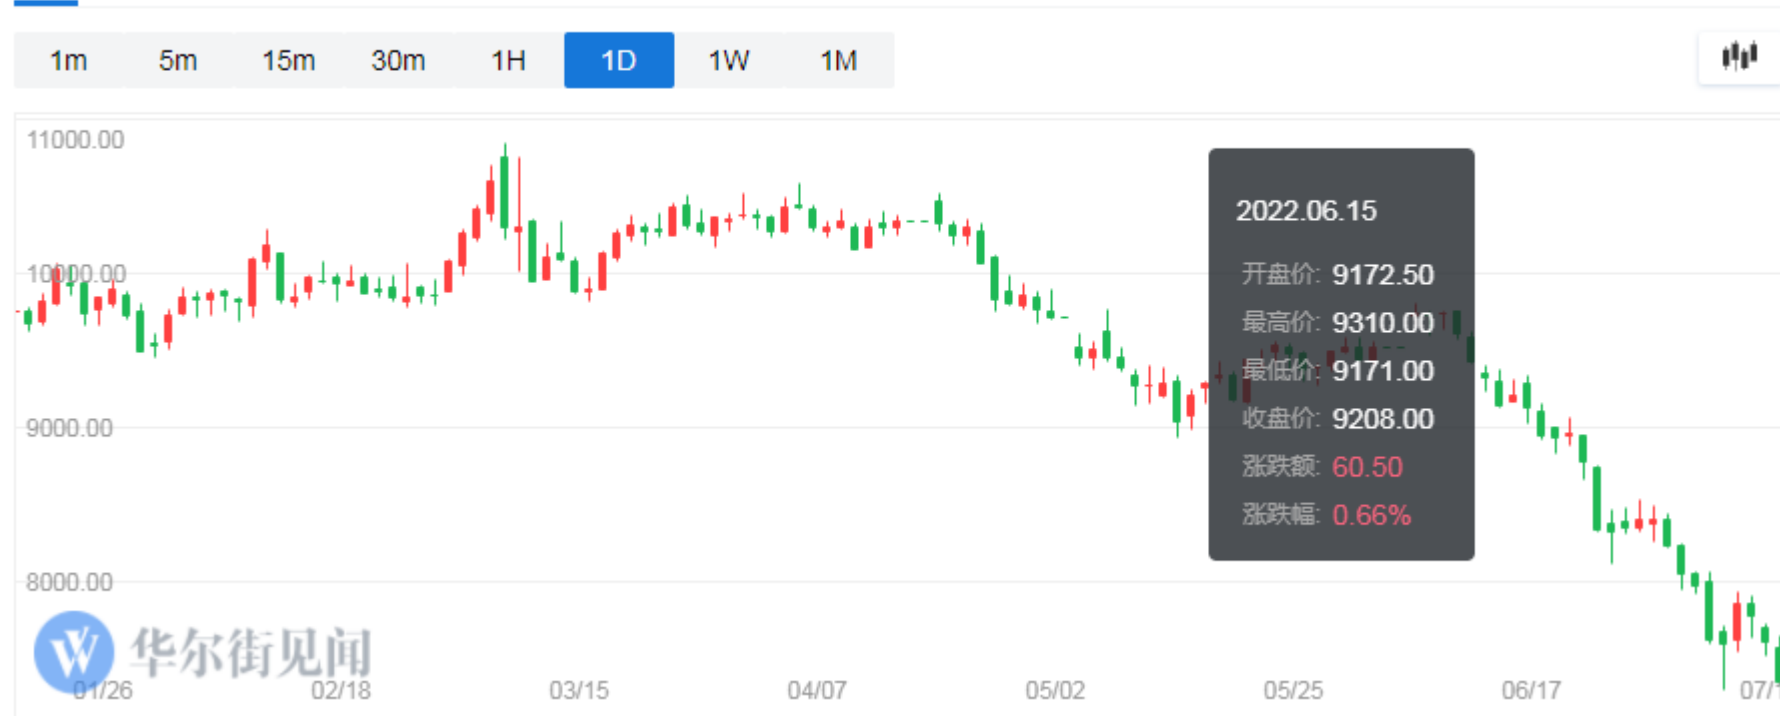 1m 5m 15m 30m 1H 1D 1W 1M
11000.00
10000.00
9000.00
8000.00
2022.06.15
开盘价: 9172.50
最高价: 9310.00
最低价: 9171.00
收盘价: 9208.00
涨跌额: 60.50
涨跌幅: 0.66%
华尔街见闻
01/26 02/18 03/15 04/07 05/02 05/25 06/17